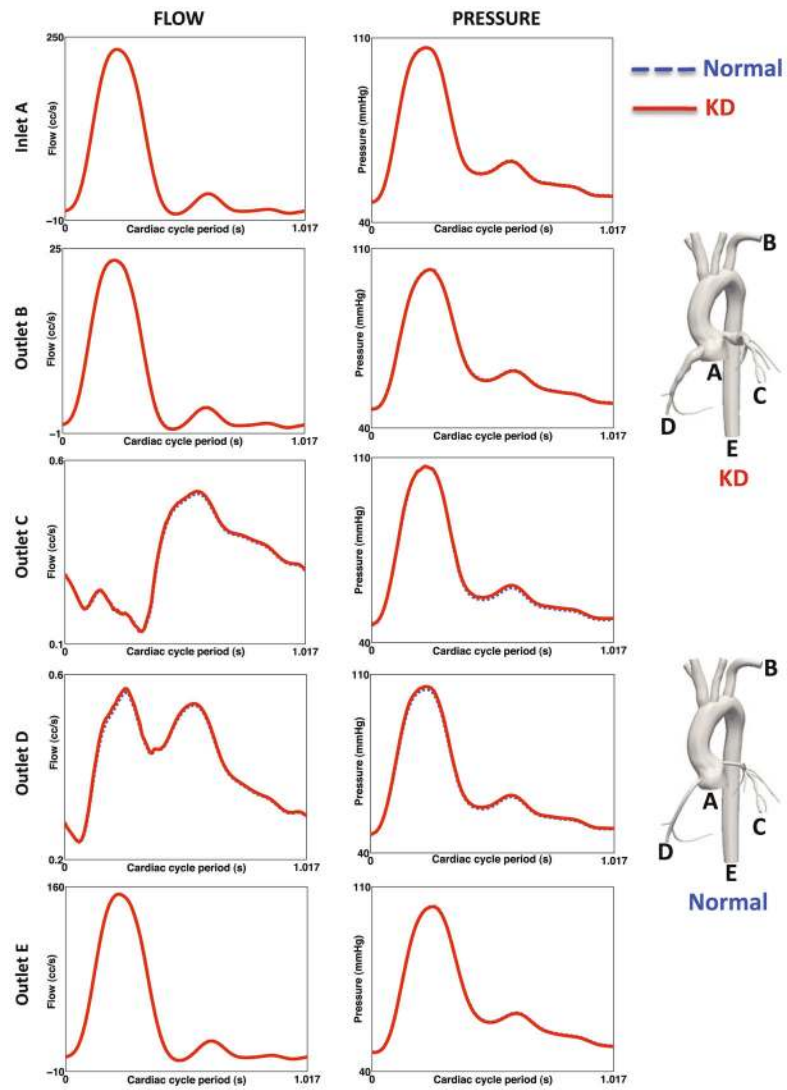 FLOW
PRESSURE
Normal
KD
Inlet A
Flow (cc/s)
250
−10
0
Cardiac cycle period (s)
1.017
Pressure (mmHg)
110
40
0
Cardiac cycle period (s)
1.017
Outlet B
Flow (cc/s)
25
−1
0
Cardiac cycle period (s)
1.017
Pressure (mmHg)
110
40
0
Cardiac cycle period (s)
1.017
B
A
C
D
E
KD
Outlet C
Flow (cc/s)
0.6
0.1
0
Cardiac cycle period (s)
1.017
Pressure (mmHg)
110
40
0
Cardiac cycle period (s)
1.017
Outlet D
Flow (cc/s)
0.6
0.2
0
Cardiac cycle period (s)
1.017
Pressure (mmHg)
110
40
0
Cardiac cycle period (s)
1.017
B
A
C
D
E
Normal
Outlet E
Flow (cc/s)
160
−10
0
Cardiac cycle period (s)
1.017
Pressure (mmHg)
110
40
0
Cardiac cycle period (s)
1.017